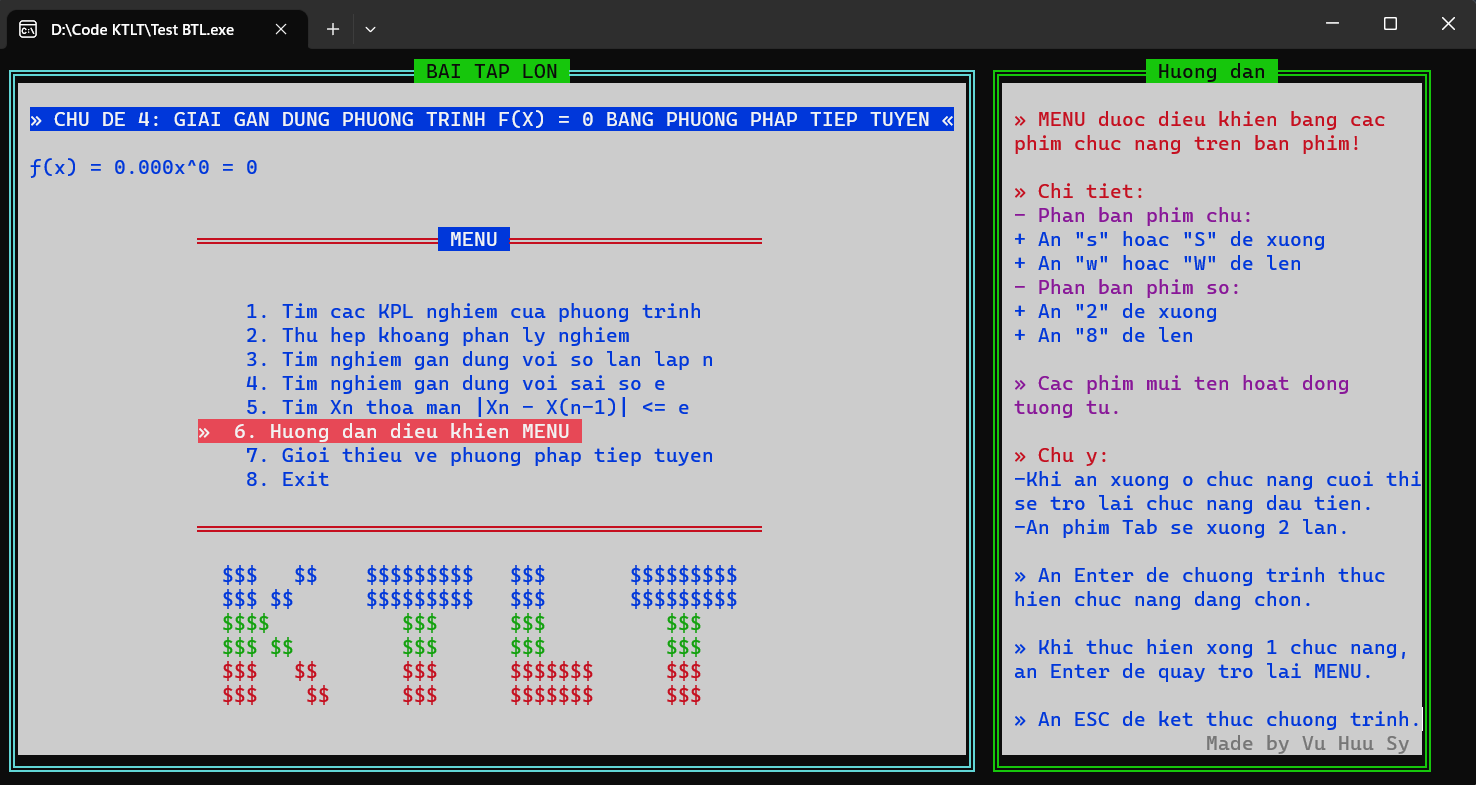 D:\Code KTLT\Test BTL.exe
BAI TAP LON
» CHU DE 4: GIAI GAN DUNG PHUONG TRINH F(X) = 0 BANG PHUONG PHAP TIEP TUYEN «
ƒ(x) = 0.000x^0 = 0
MENU
1. Tim cac KPL nghiem cua phuong trinh
2. Thu hep khoang phan ly nghiem
3. Tim nghiem gan dung voi so lan lap n
4. Tim nghiem gan dung voi sai so e
5. Tim Xn thoa man |Xn - X(n-1)| <= e
» 6. Huong dan dieu khien MENU
7. Gioi thieu ve phuong phap tiep tuyen
8. Exit
$$$   $$    $$$$$$$$$   $$$       $$$$$$$$$
$$$ $$      $$$$$$$$$   $$$       $$$$$$$$$
$$$$           $$$      $$$          $$$
$$$ $$         $$$      $$$          $$$
$$$   $$       $$$      $$$$$$$      $$$
$$$    $$      $$$      $$$$$$$      $$$
Huong dan
» MENU duoc dieu khien bang cac
phim chuc nang tren ban phim!
» Chi tiet:
- Phan ban phim chu:
+ An "s" hoac "S" de xuong
+ An "w" hoac "W" de len
- Phan ban phim so:
+ An "2" de xuong
+ An "8" de len
» Cac phim mui ten hoat dong
tuong tu.
» Chu y:
-Khi an xuong o chuc nang cuoi thi
se tro lai chuc nang dau tien.
-An phim Tab se xuong 2 lan.
» An Enter de chuong trinh thuc
hien chuc nang dang chon.
» Khi thuc hien xong 1 chuc nang,
an Enter de quay tro lai MENU.
» An ESC de ket thuc chuong trinh.
Made by Vu Huu Sy